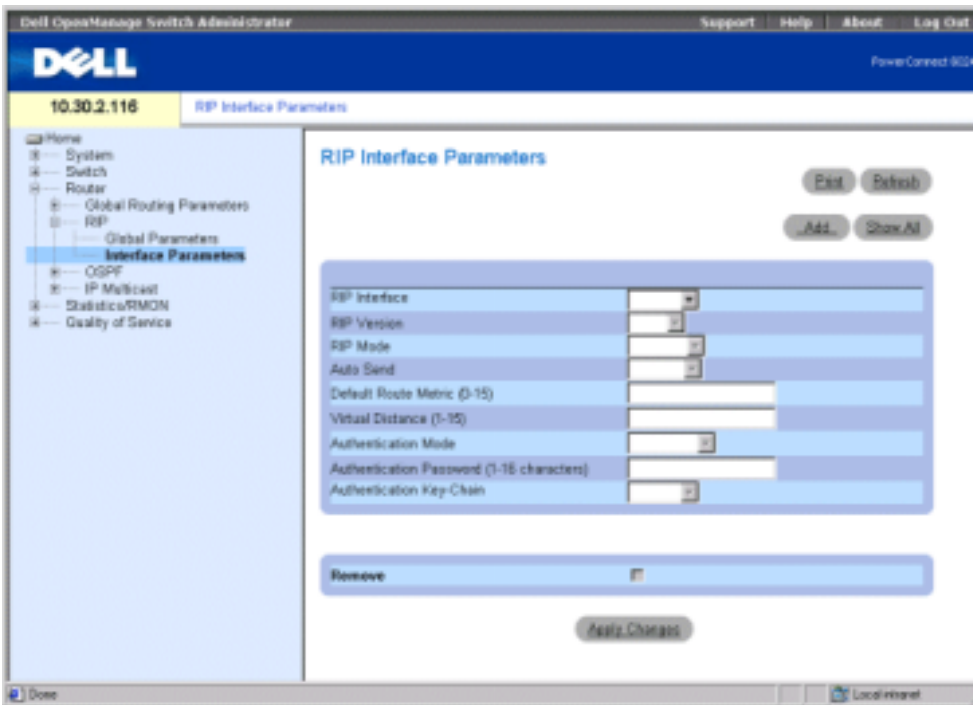 Dell OpenManage Switch Administrator
Support Help About Log Out
DELL
PowerConnect 6024
10.30.2.116
RIP Interface Parameters
Home
System
Switch
Router
Global Routing Parameters
RIP
Global Parameters
Interface Parameters
OSPF
IP Multicast
Statistics/RMON
Quality of Service
RIP Interface Parameters
Print Refresh
Add Show All
RIP Interface
RIP Version
RIP Mode
Auto Send
Default Route Metric (0-15)
Virtual Distance (1-15)
Authentication Mode
Authentication Password (1-16 characters)
Authentication Key-Chain
Remove
Apply Changes
Done
Local intranet